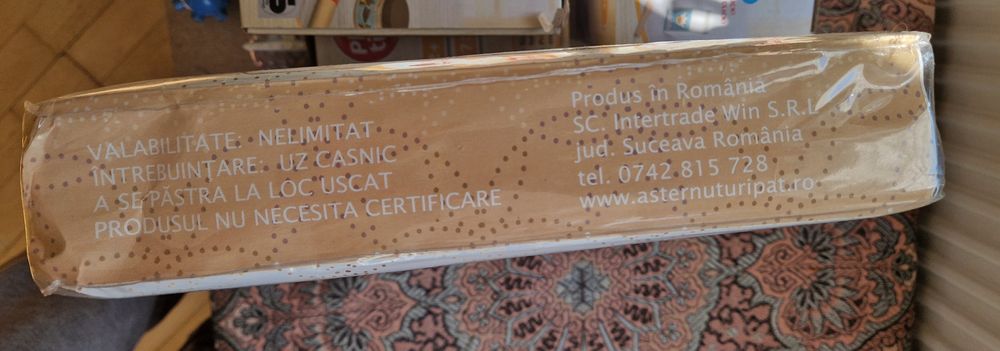 VALABILITATE: NELIMITAT
ÎNTREBUINȚARE: UZ CASNIC
A SE PĂSTRA LA LOC USCAT
PRODUSUL NU NECESITA CERTIFICARE
Produs în România
SC. Intertrade Win S.R.L
jud. Suceava România
tel. 0742 815 728
www.asternuturipat.ro